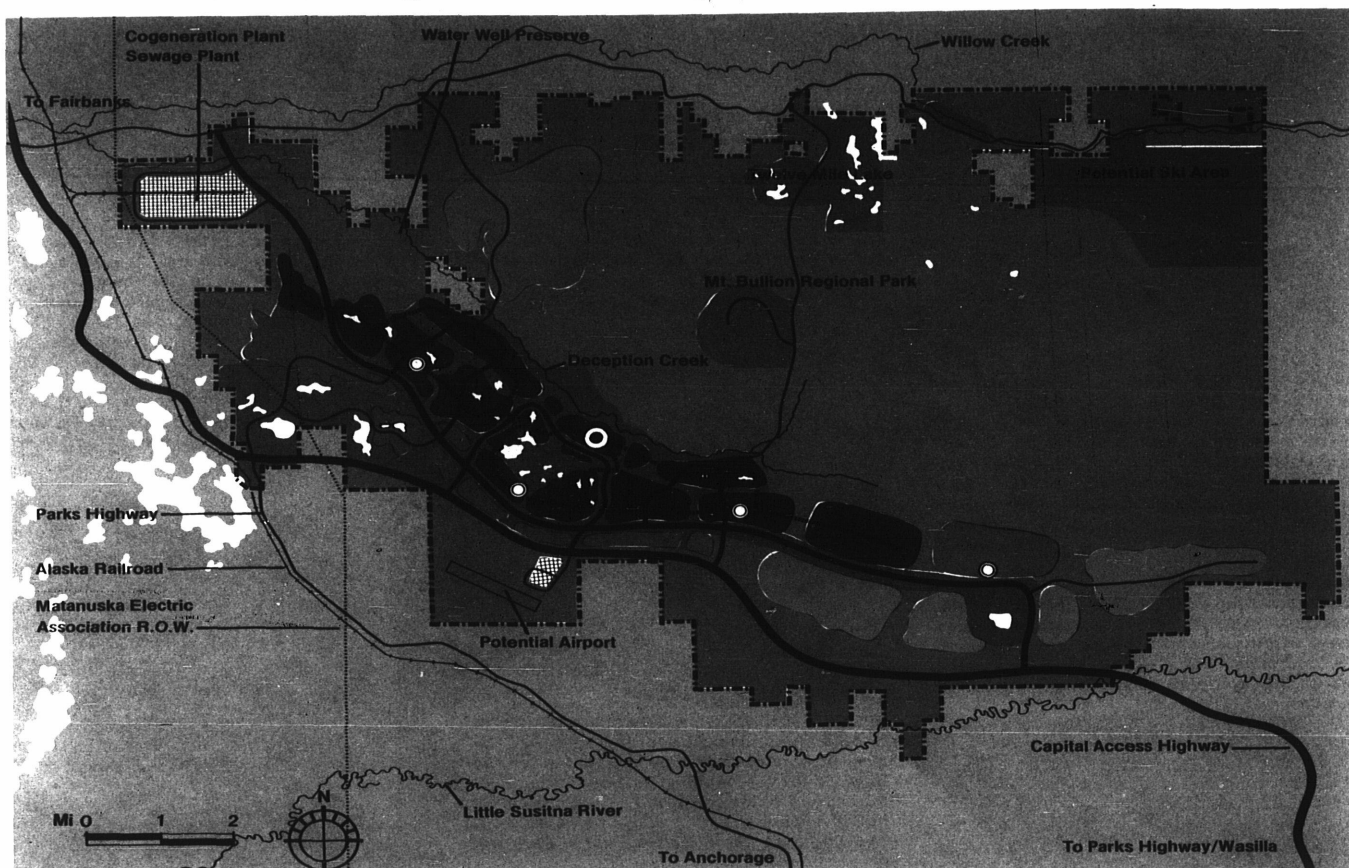 Cogeneration Plant
Sewage Plant
Water Well Preserve
Willow Creek
To Fairbanks
Potential Ski Area
Mt. Bullion Regional Park
Deception Creek
Parks Highway
Alaska Railroad
Matanuska Electric
Association R.O.W.
Potential Airport
Capital Access Highway
N
Little Susitna River
Mi 0 1 2
To Anchorage
To Parks Highway/Wasilla